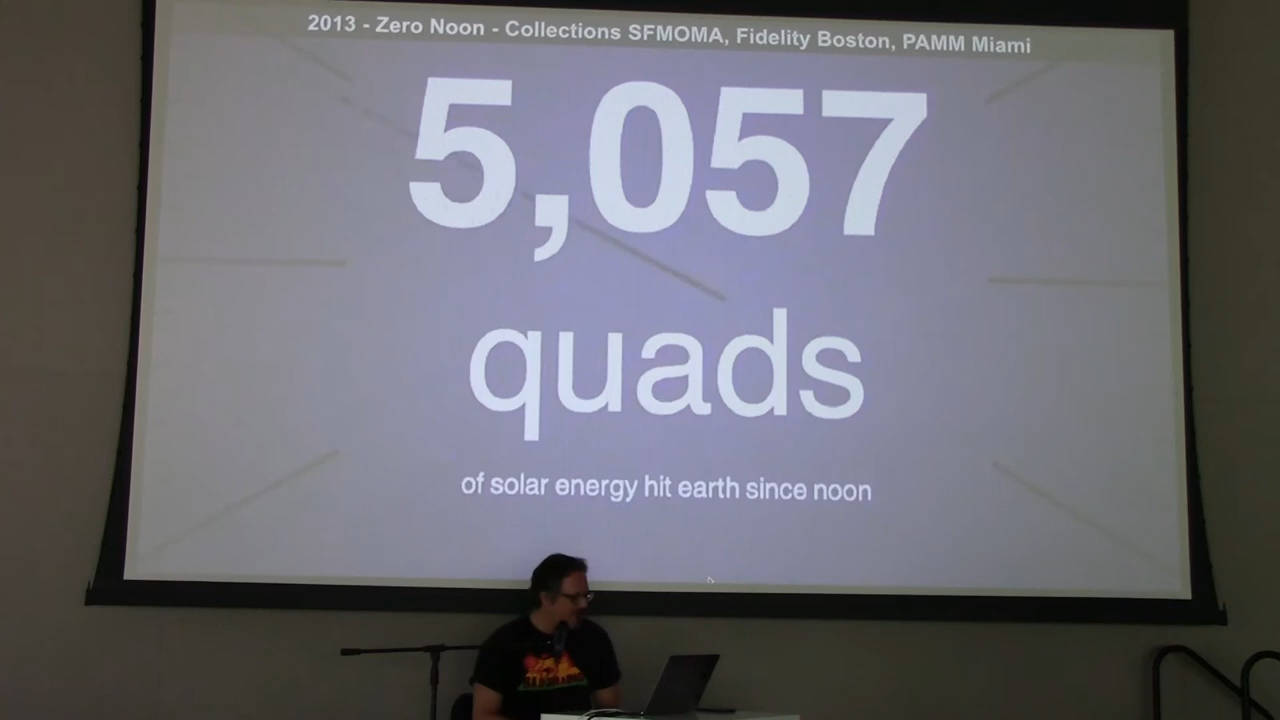 2013 - Zero Noon - Collections SFMOMA, Fidelity Boston, PAMM Miami
5,057
quads
of solar energy hit earth since noon